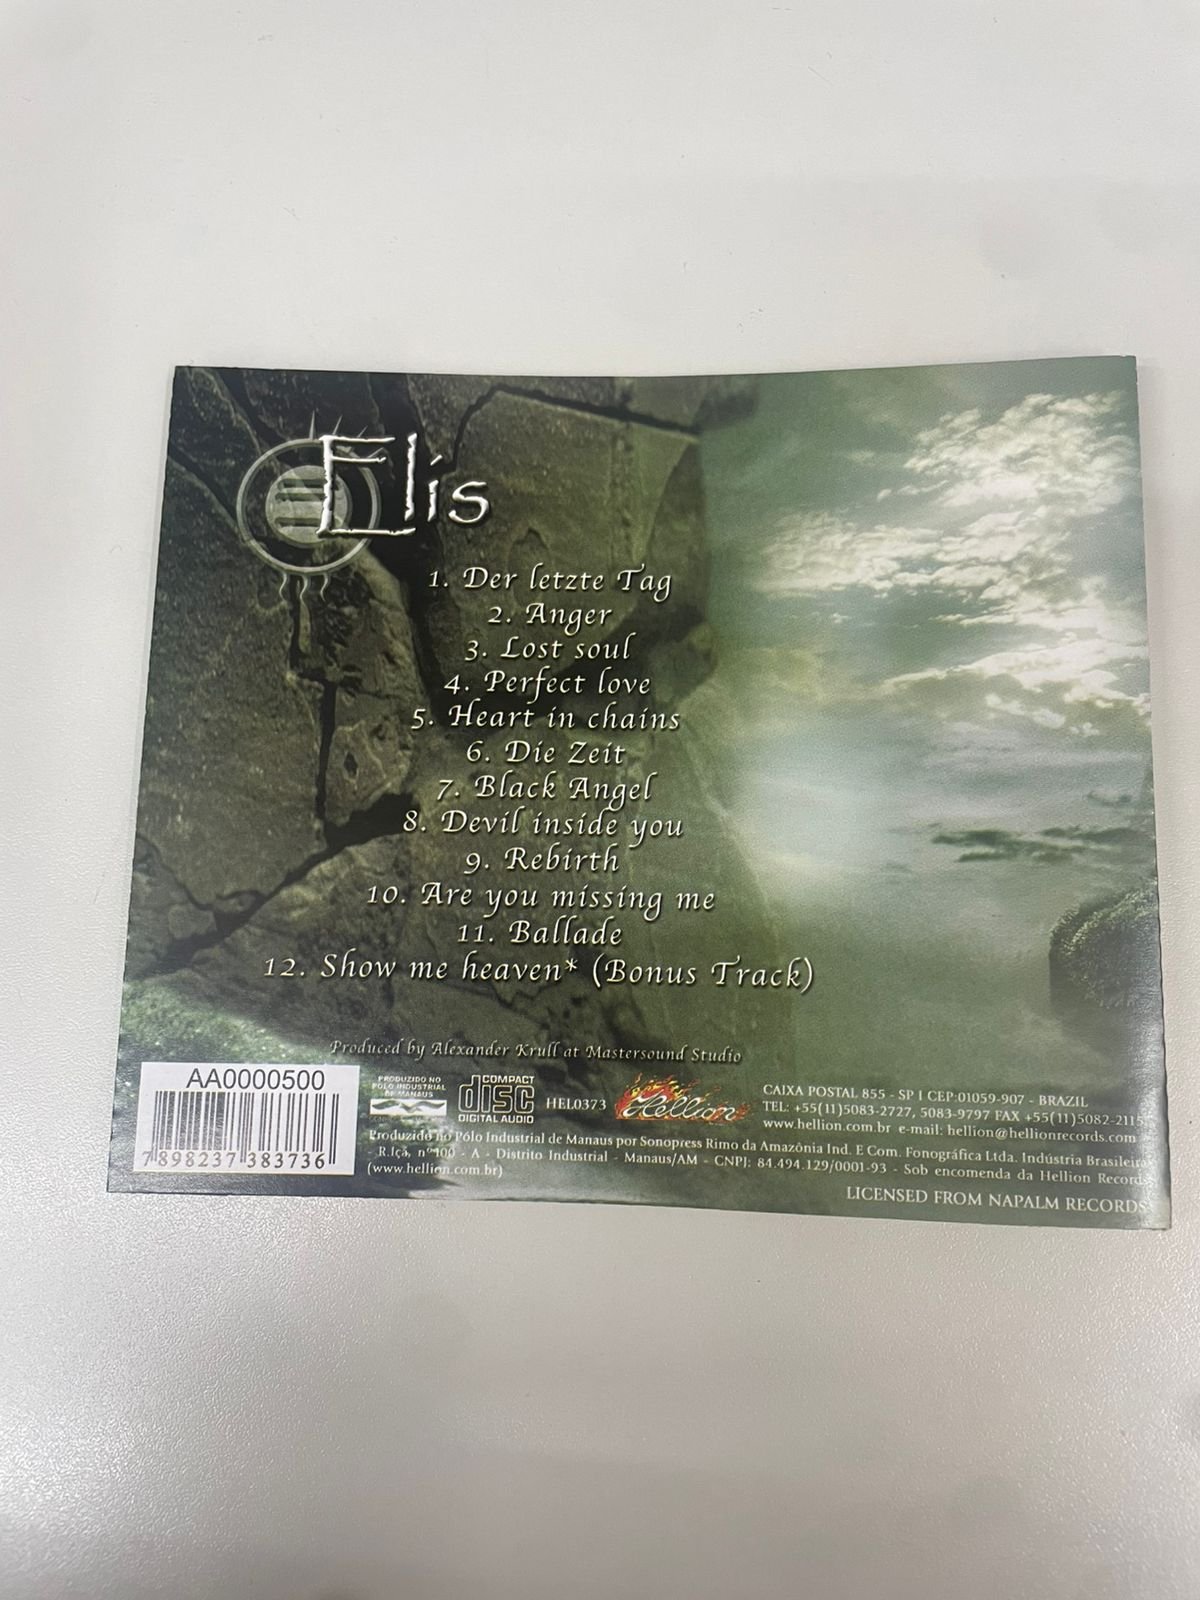 Elis
1. Der letzte Tag
2. Anger
3. Lost soul
4. Perfect love
5. Heart in chains
6. Die Zeit
7. Black Angel
8. Devil inside you
9. Rebirth
10. Are you missing me
11. Ballade
12. Show me heaven* (Bonus Track)
Produced by Alexander Krull at Mastersound Studio
AA0000500
7 898237 383736
PRODUZIDO NO
PÓLO INDUSTRIAL
DE MANAUS
COMPACT
disc
DIGITAL AUDIO
HEL0373
Hellion
CAIXA POSTAL 855 - SP I CEP:01059-907 - BRAZIL
TEL: +55(11)5083-2727, 5083-9797 FAX +55(11)5082-2115
www.hellion.com.br e-mail: hellion@hellionrecords.com
Produzido no Pólo Industrial de Manaus por Sonopress Rimo da Amazônia Ind. E Com. Fonográfica Ltda. Indústria Brasileira
R.Içá, nº 100 - A - Distrito Industrial - Manaus/AM - CNPJ: 84.494.129/0001-93 - Sob encomenda da Hellion Records
(www.hellion.com.br)
LICENSED FROM NAPALM RECORDS